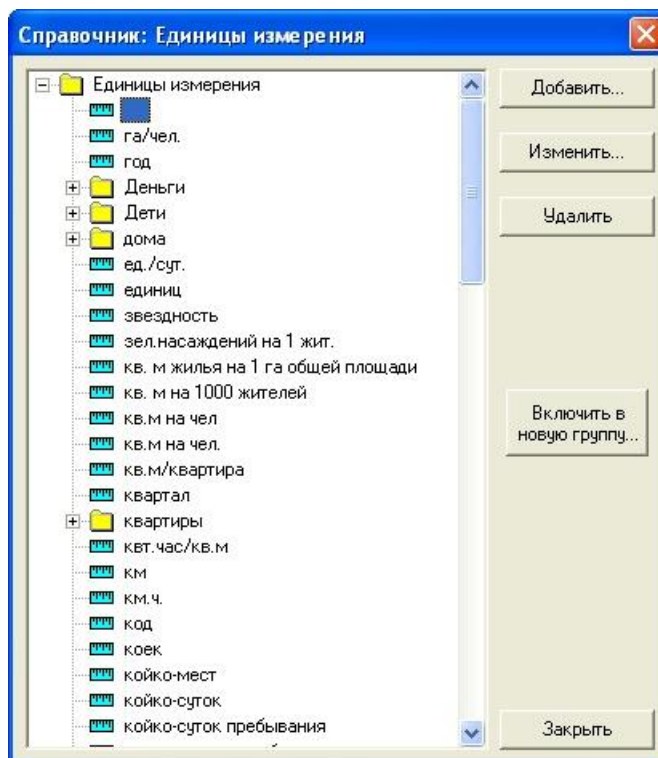 Справочник: Единицы измерения
Единицы измерения
га/чел.
год
Деньги
Дети
дома
ед./сут.
единиц
звездность
зел.насаждений на 1 жит.
кв. м жилья на 1 га общей площади
кв. м на 1000 жителей
кв.м на чел
кв.м на чел.
кв.м/квартира
квартал
квартиры
квт.час/кв.м
км
км.ч.
код
коек
койко-мест
койко-суток
койко-суток пребывания
Добавить...
Изменить...
Удалить
Включить в
новую группу...
Закрыть